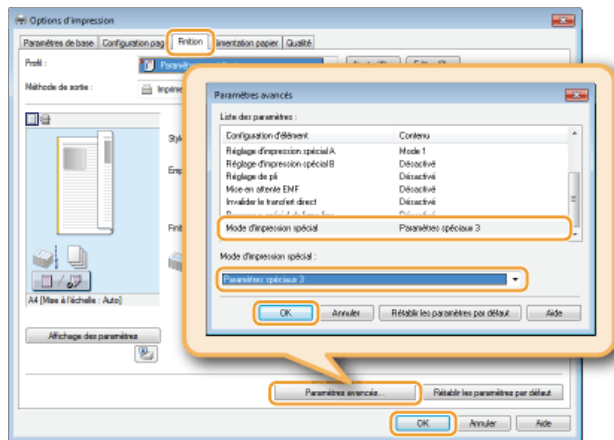 Options d'impression
Paramètres de base Configuration pag Finition limentation papier Qualité
Profil :
Méthode de sortie :
Paramètres avancés
Liste des paramètres :
Configuration d'élément Contenu
Réglage d'impression spécial A Mode 1
Réglage d'impression spécial B Désactivé
Réglage de pli Désactivé
Mise en attente EMF Désactivé
Invalider le transfert direct Désactivé
Mode d'impression spécial Paramètres spéciaux 3
Mode d'impression spécial :
Paramètres spéciaux 3
OK Annuler Rétablir les paramètres par défaut Aide
A4 [Mise à l'échelle : Auto]
Affichage des paramètres
Paramètres avancés... Rétablir les paramètres par défaut
OK Annuler Aide